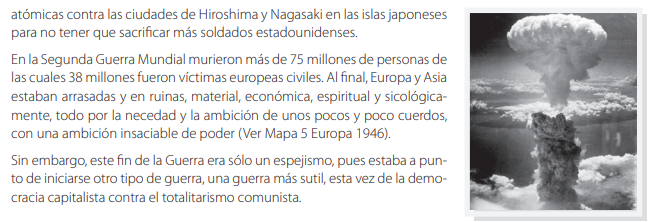 atómicas contra las ciudades de Hiroshima y Nagasaki en las islas japoneses
para no tener que sacrificar más soldados estadounidenses.
En la Segunda Guerra Mundial murieron más de 75 millones de personas de
las cuales 38 millones fueron víctimas europeas civiles. Al final, Europa y Asia
estaban arrasadas y en ruinas, material, económica, espiritual y sicológica-
mente, todo por la necedad y la ambición de unos pocos y poco cuerdos,
con una ambición insaciable de poder (Ver Mapa 5 Europa 1946).
Sin embargo, este fin de la Guerra era sólo un espejismo, pues estaba a pun-
to de iniciarse otro tipo de guerra, una guerra más sutil, esta vez de la demo-
cracia capitalista contra el totalitarismo comunista.